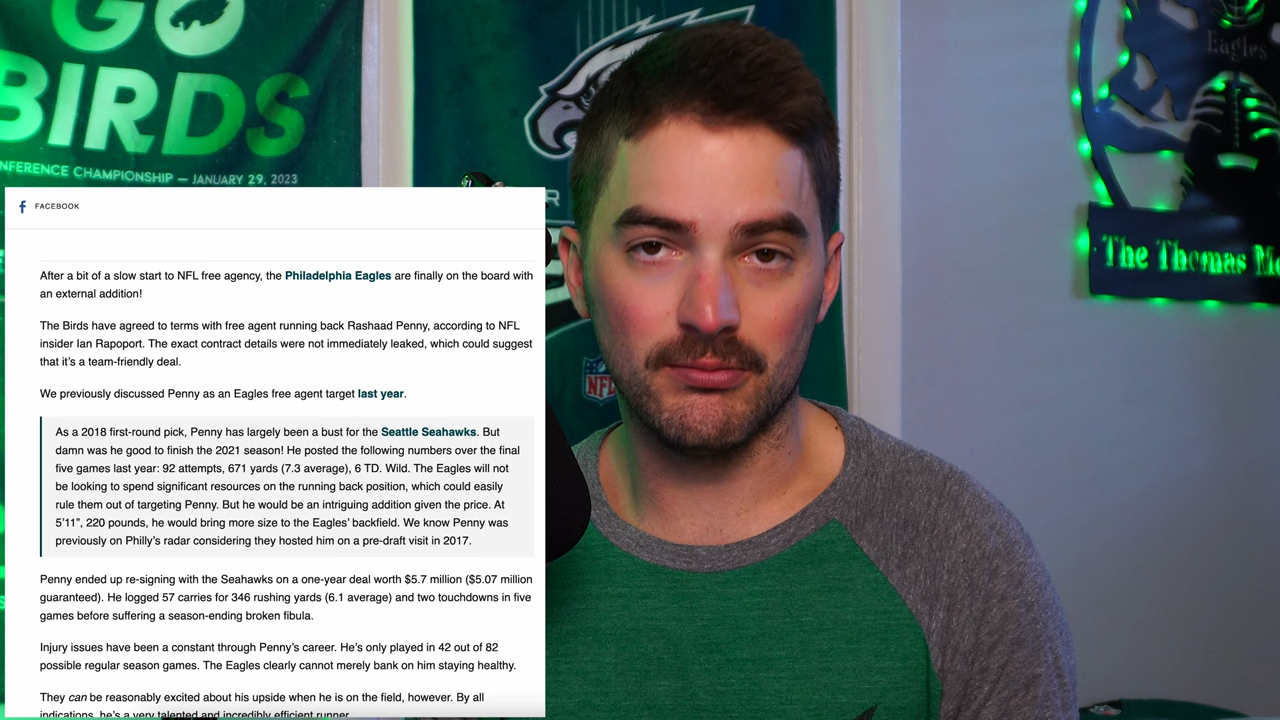 GO
BIRDS
NFERENCE CHAMPIONSHIP — JANUARY 29, 2023
R
NFL
Eagles
The Thomas
FACEBOOK
After a bit of a slow start to NFL free agency, the Philadelphia Eagles are finally on the board with
an external addition!
The Birds have agreed to terms with free agent running back Rashaad Penny, according to NFL
insider Ian Rapoport. The exact contract details were not immediately leaked, which could suggest
that it's a team-friendly deal.
We previously discussed Penny as an Eagles free agent target last year.
As a 2018 first-round pick, Penny has largely been a bust for the Seattle Seahawks. But
damn was he good to finish the 2021 season! He posted the following numbers over the final
five games last year: 92 attempts, 671 yards (7.3 average), 6 TD. Wild. The Eagles will not
be looking to spend significant resources on the running back position, which could easily
rule them out of targeting Penny. But he would be an intriguing addition given the price. At
5'11", 220 pounds, he would bring more size to the Eagles' backfield. We know Penny was
previously on Philly's radar considering they hosted him on a pre-draft visit in 2017.
Penny ended up re-signing with the Seahawks on a one-year deal worth $5.7 million ($5.07 million
guaranteed). He logged 57 carries for 346 rushing yards (6.1 average) and two touchdowns in five
games before suffering a season-ending broken fibula.
Injury issues have been a constant through Penny's career. He's only played in 42 out of 82
possible regular season games. The Eagles clearly cannot merely bank on him staying healthy.
They can be reasonably excited about his upside when he is on the field, however. By all
indications, he's a very talented and incredibly efficient runner.